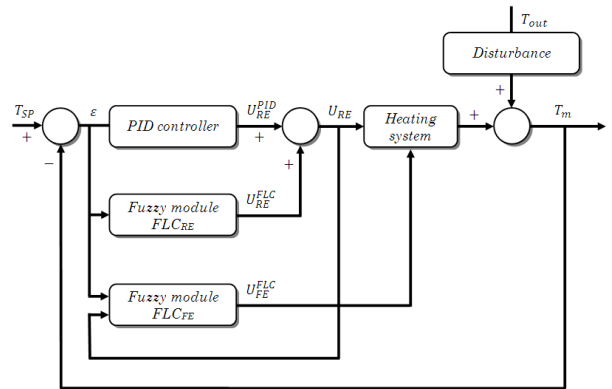 T_out
Disturbance
T_SP
ε
PID controller
U_RE^PID
U_RE
Heating
system
T_m
+
+
+
+
+
−
Fuzzy module
FLC_RE
U_RE^FLC
Fuzzy module
FLC_FE
U_FE^FLC